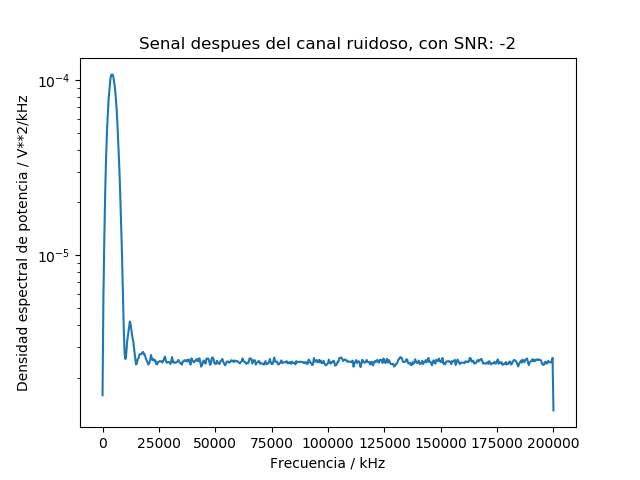 Senal despues del canal ruidoso, con SNR: -2
Densidad espectral de potencia / V**2/kHz
10−4
10−5
0 25000 50000 75000 100000 125000 150000 175000 200000
Frecuencia / kHz